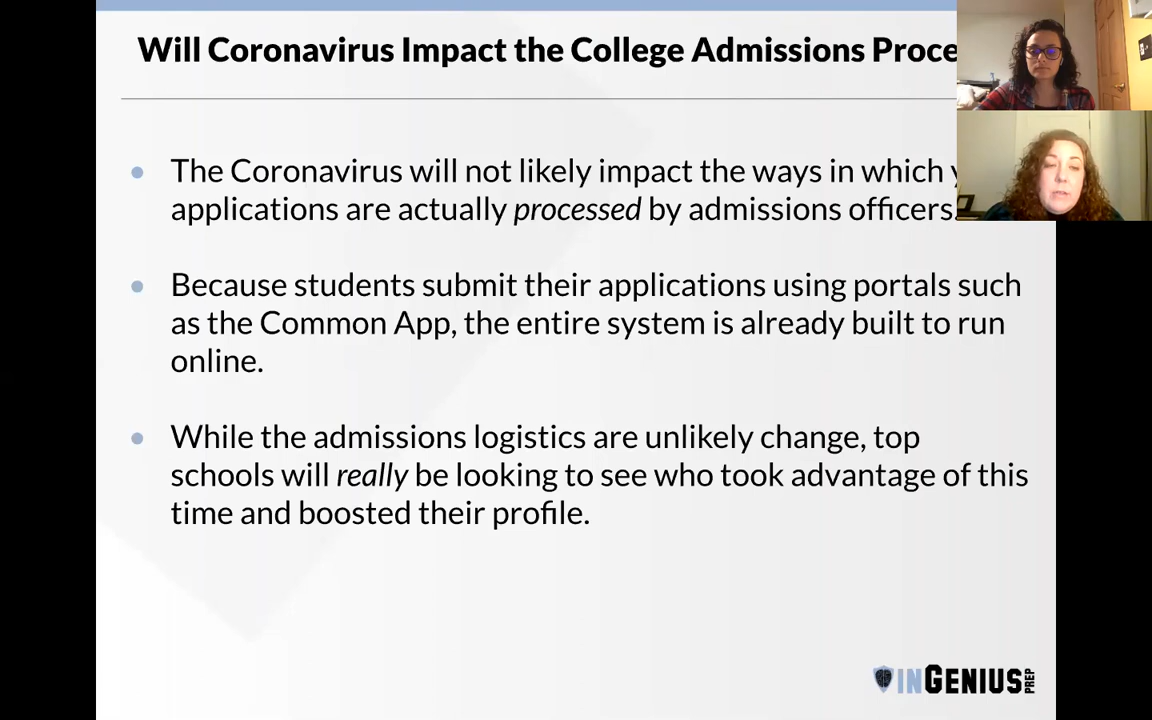 Will Coronavirus Impact the College Admissions Proce
The Coronavirus will not likely impact the ways in which
applications are actually processed by admissions officers.
Because students submit their applications using portals such
as the Common App, the entire system is already built to run
online.
While the admissions logistics are unlikely change, top
schools will really be looking to see who took advantage of this
time and boosted their profile.
INGENIUS PREP